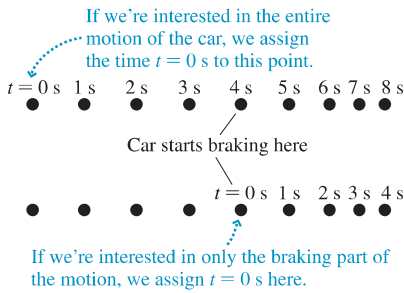 If we're interested in the entire
motion of the car, we assign
the time t = 0 s to this point.
t = 0 s 1 s 2 s 3 s 4 s 5 s 6 s 7 s 8 s
Car starts braking here
t = 0 s 1 s 2 s 3 s 4 s
If we're interested in only the braking part of
the motion, we assign t = 0 s here.